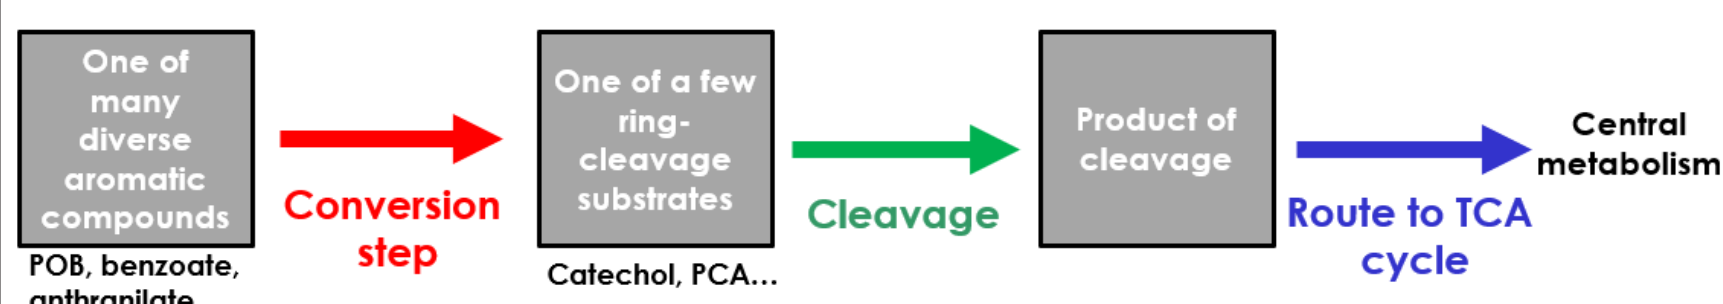 One of
many
diverse
aromatic
compounds
POB, benzoate,
anthranilate
Conversion
step
One of a few
ring-
cleavage
substrates
Catechol, PCA...
Cleavage
Product of
cleavage
Route to TCA
cycle
Central
metabolism